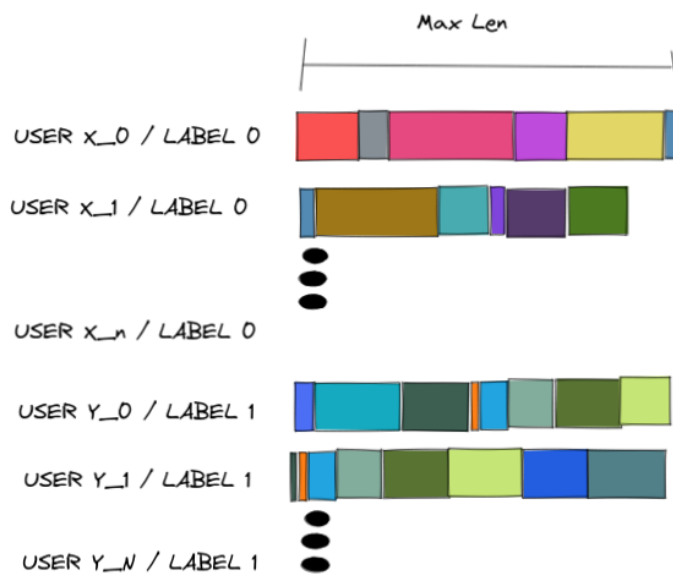 Max Len
USER X_0 / LABEL 0
USER X_1 / LABEL 0
USER X_n / LABEL 0
USER Y_0 / LABEL 1
USER Y_1 / LABEL 1
USER Y_N / LABEL 1